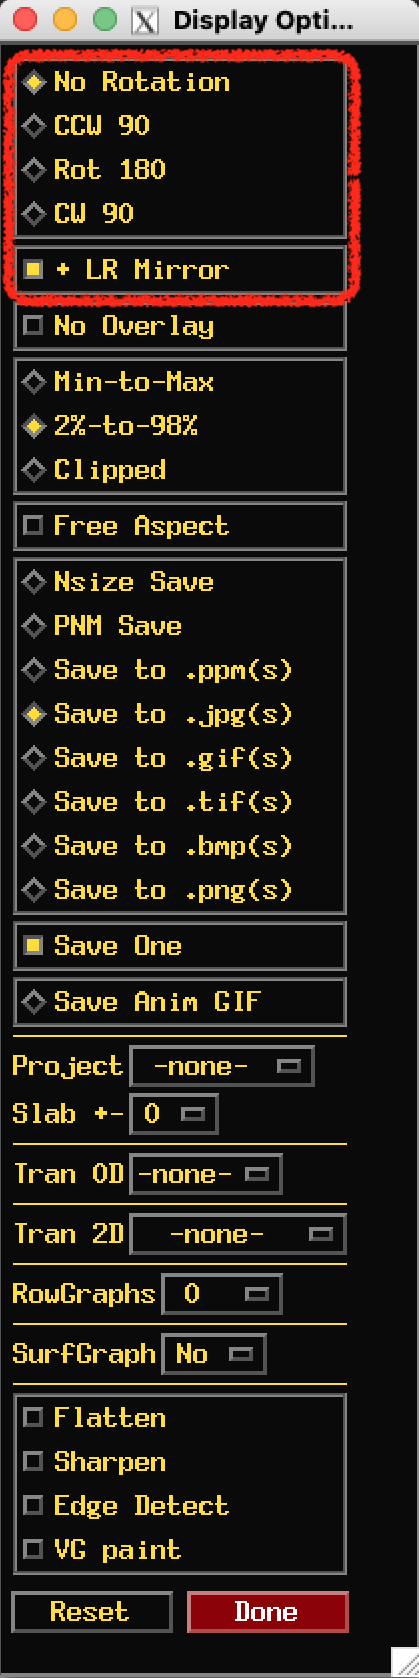 X Display Opti...
No Rotation
CCW 90
Rot 180
CW 90
+ LR Mirror
No Overlay
Min-to-Max
2%-to-98%
Clipped
Free Aspect
Nsize Save
PNM Save
Save to .ppm(s)
Save to .jpg(s)
Save to .gif(s)
Save to .tif(s)
Save to .bmp(s)
Save to .png(s)
Save One
Save Anim GIF
Project -none-
Slab +- 0
Tran 0D -none-
Tran 2D -none-
RowGraphs 0
SurfGraph No
Flatten
Sharpen
Edge Detect
VG paint
Reset Done